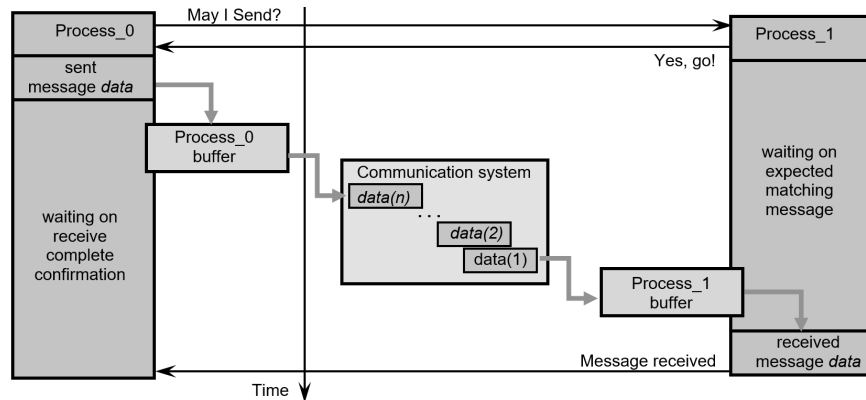 May I Send?
Process_0
Process_1
Yes, go!
sent
message data
Process_0
buffer
Communication system
data(n)
...
data(2)
data(1)
waiting on
expected
matching
message
waiting on
receive
complete
confirmation
Process_1
buffer
received
message data
Message received
Time